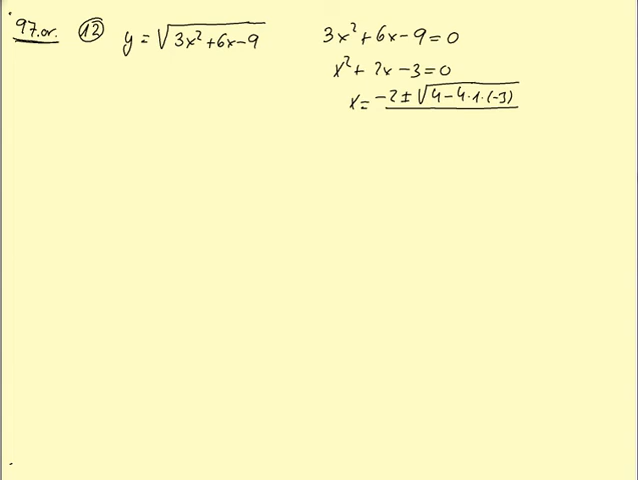 97.or. ⑫ y = √(3x²+6x-9)
3x²+6x-9=0
x²+2x-3=0
x = -2±√(4-4·1·(-3))